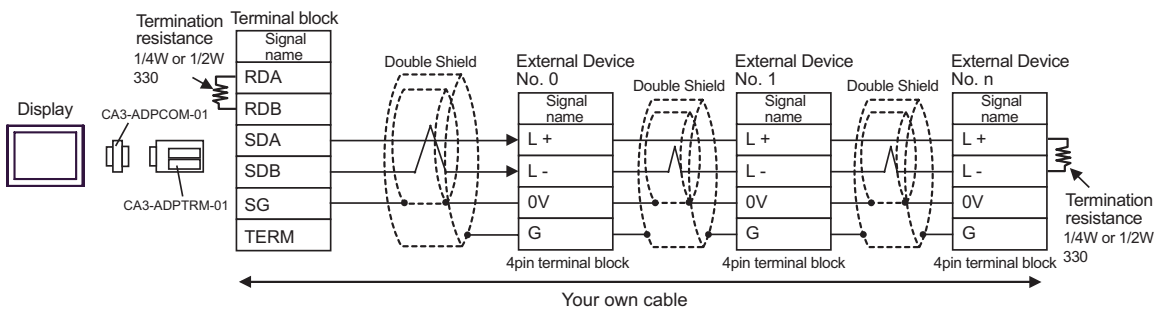 Display
CA3-ADPCOM-01
CA3-ADPTRM-01
Termination
resistance
1/4W or 1/2W
330
Terminal block
Signal
name
RDA
RDB
SDA
SDB
SG
TERM
Double Shield
External Device
No. 0
Signal
name
L +
L -
0V
G
4pin terminal block
Double Shield
External Device
No. 1
Signal
name
L +
L -
0V
G
4pin terminal block
Double Shield
External Device
No. n
Signal
name
L +
L -
0V
G
4pin terminal block
Termination
resistance
1/4W or 1/2W
330
Your own cable